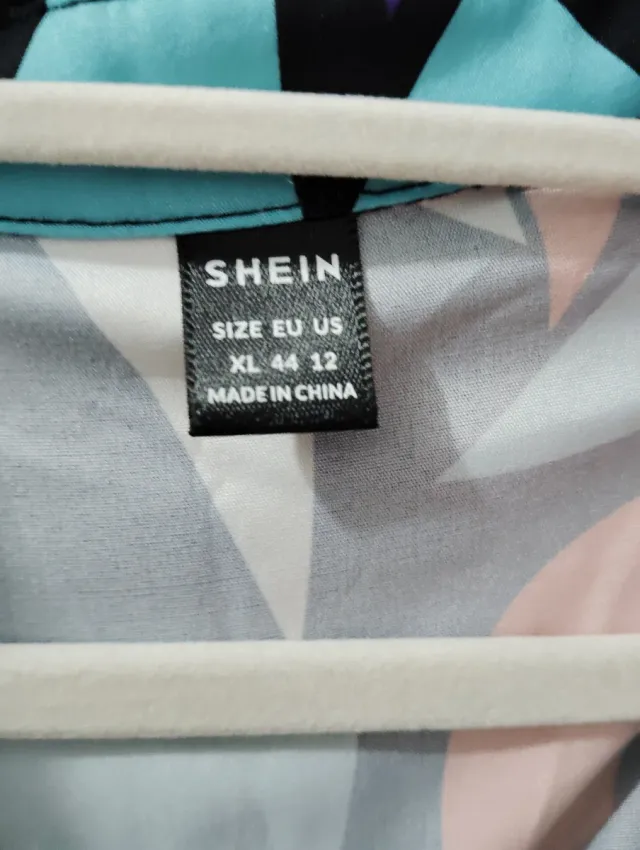 SHEIN
SIZE EU US
XL 44 12
MADE IN CHINA